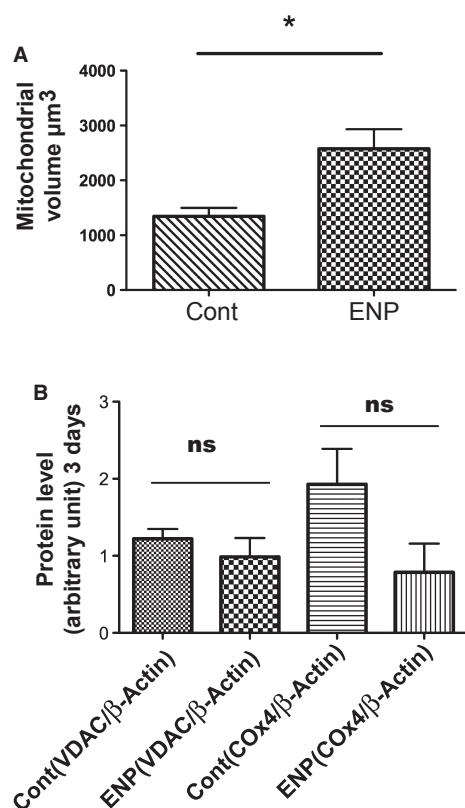 *
A
Mitochondrial
volume µm3
4000
3000
2000
1000
0
Cont
ENP
B
Protein level
(arbitrary unit) 3 days
3
2
1
0
ns
ns
Cont(VDAC/β-Actin)
ENP(VDAC/β-Actin)
Cont(COx4/β-Actin)
ENP(COx4/β-Actin)